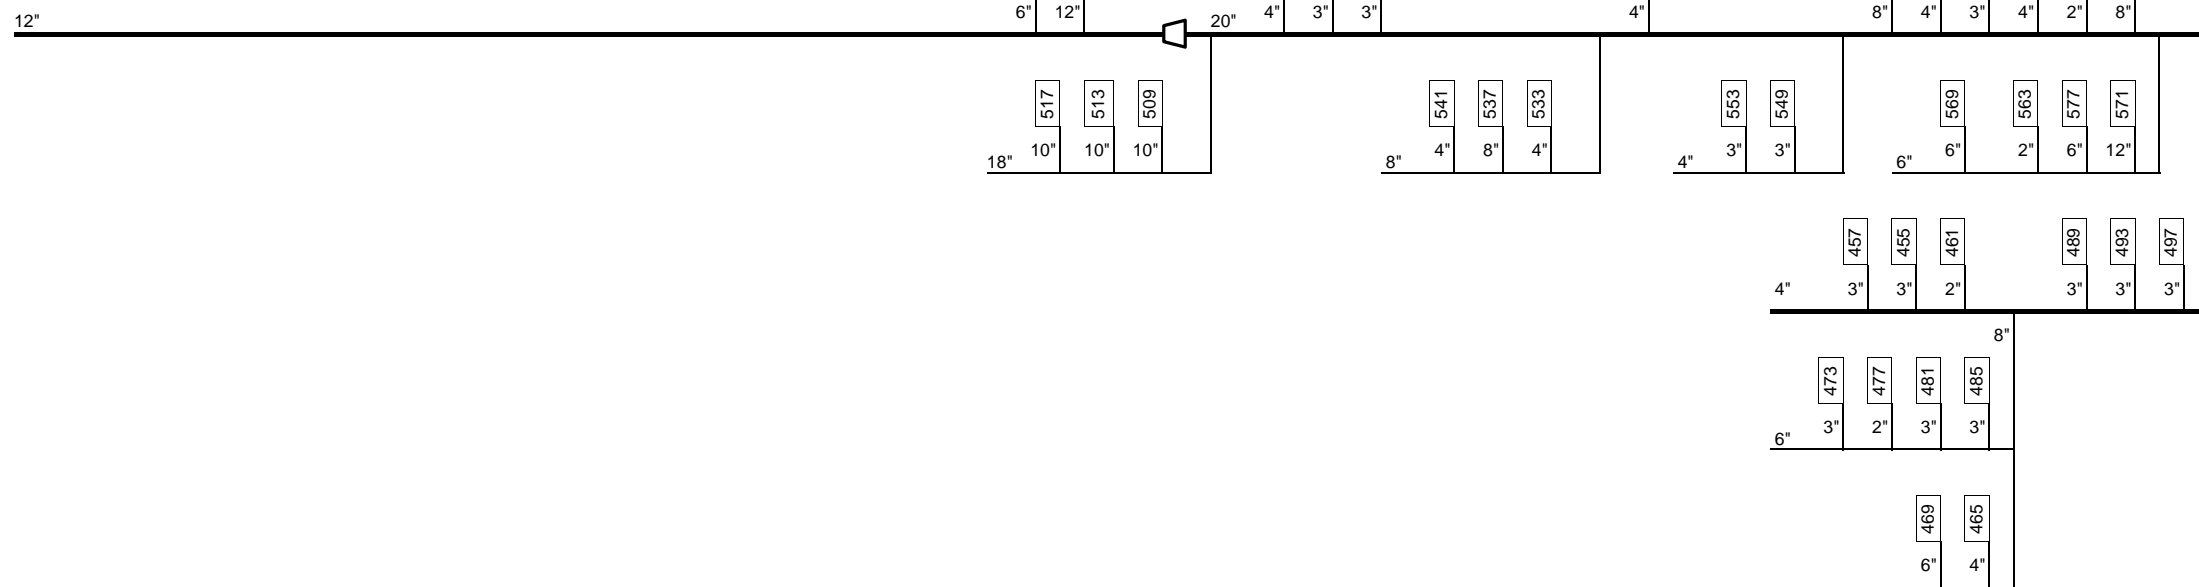 12" 6" 12" 20" 4" 3" 3" 4" 8" 4" 3" 4" 2" 8"
517 513 509 541 537 533 553 549 569 563 577 571
18" 10" 10" 10" 8" 4" 8" 4" 4" 3" 3" 6" 6" 2" 6" 12"
457 455 461 489 493 497
4" 3" 3" 2" 3" 3" 3"
8"
473 477 481 485
6" 3" 2" 3" 3"
469 465
6" 4"